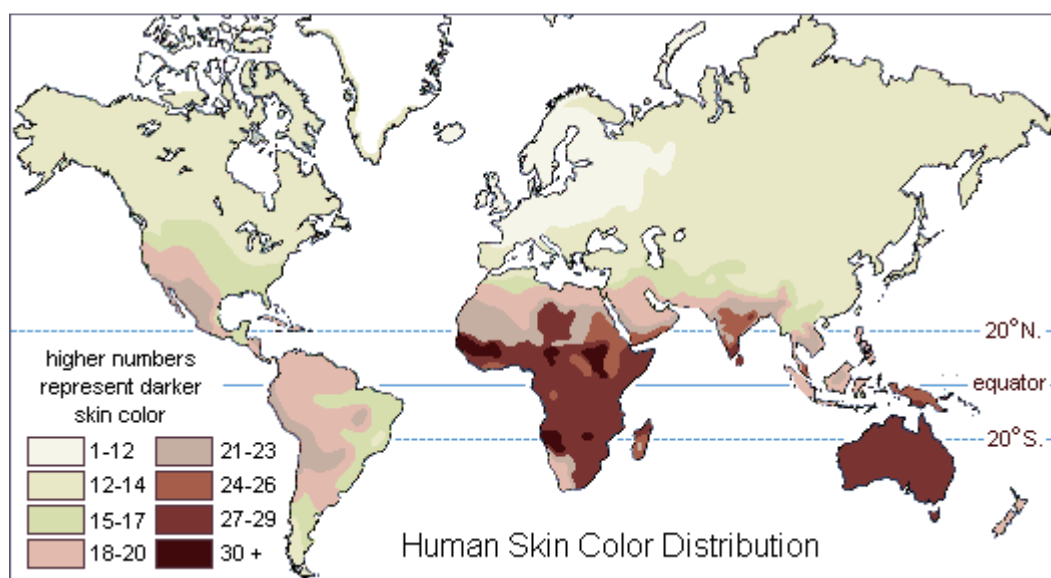 20°N.
higher numbers
represent darker
skin color
equator
20°S.
1-12
21-23
12-14
24-26
15-17
27-29
18-20
30 +
Human Skin Color Distribution